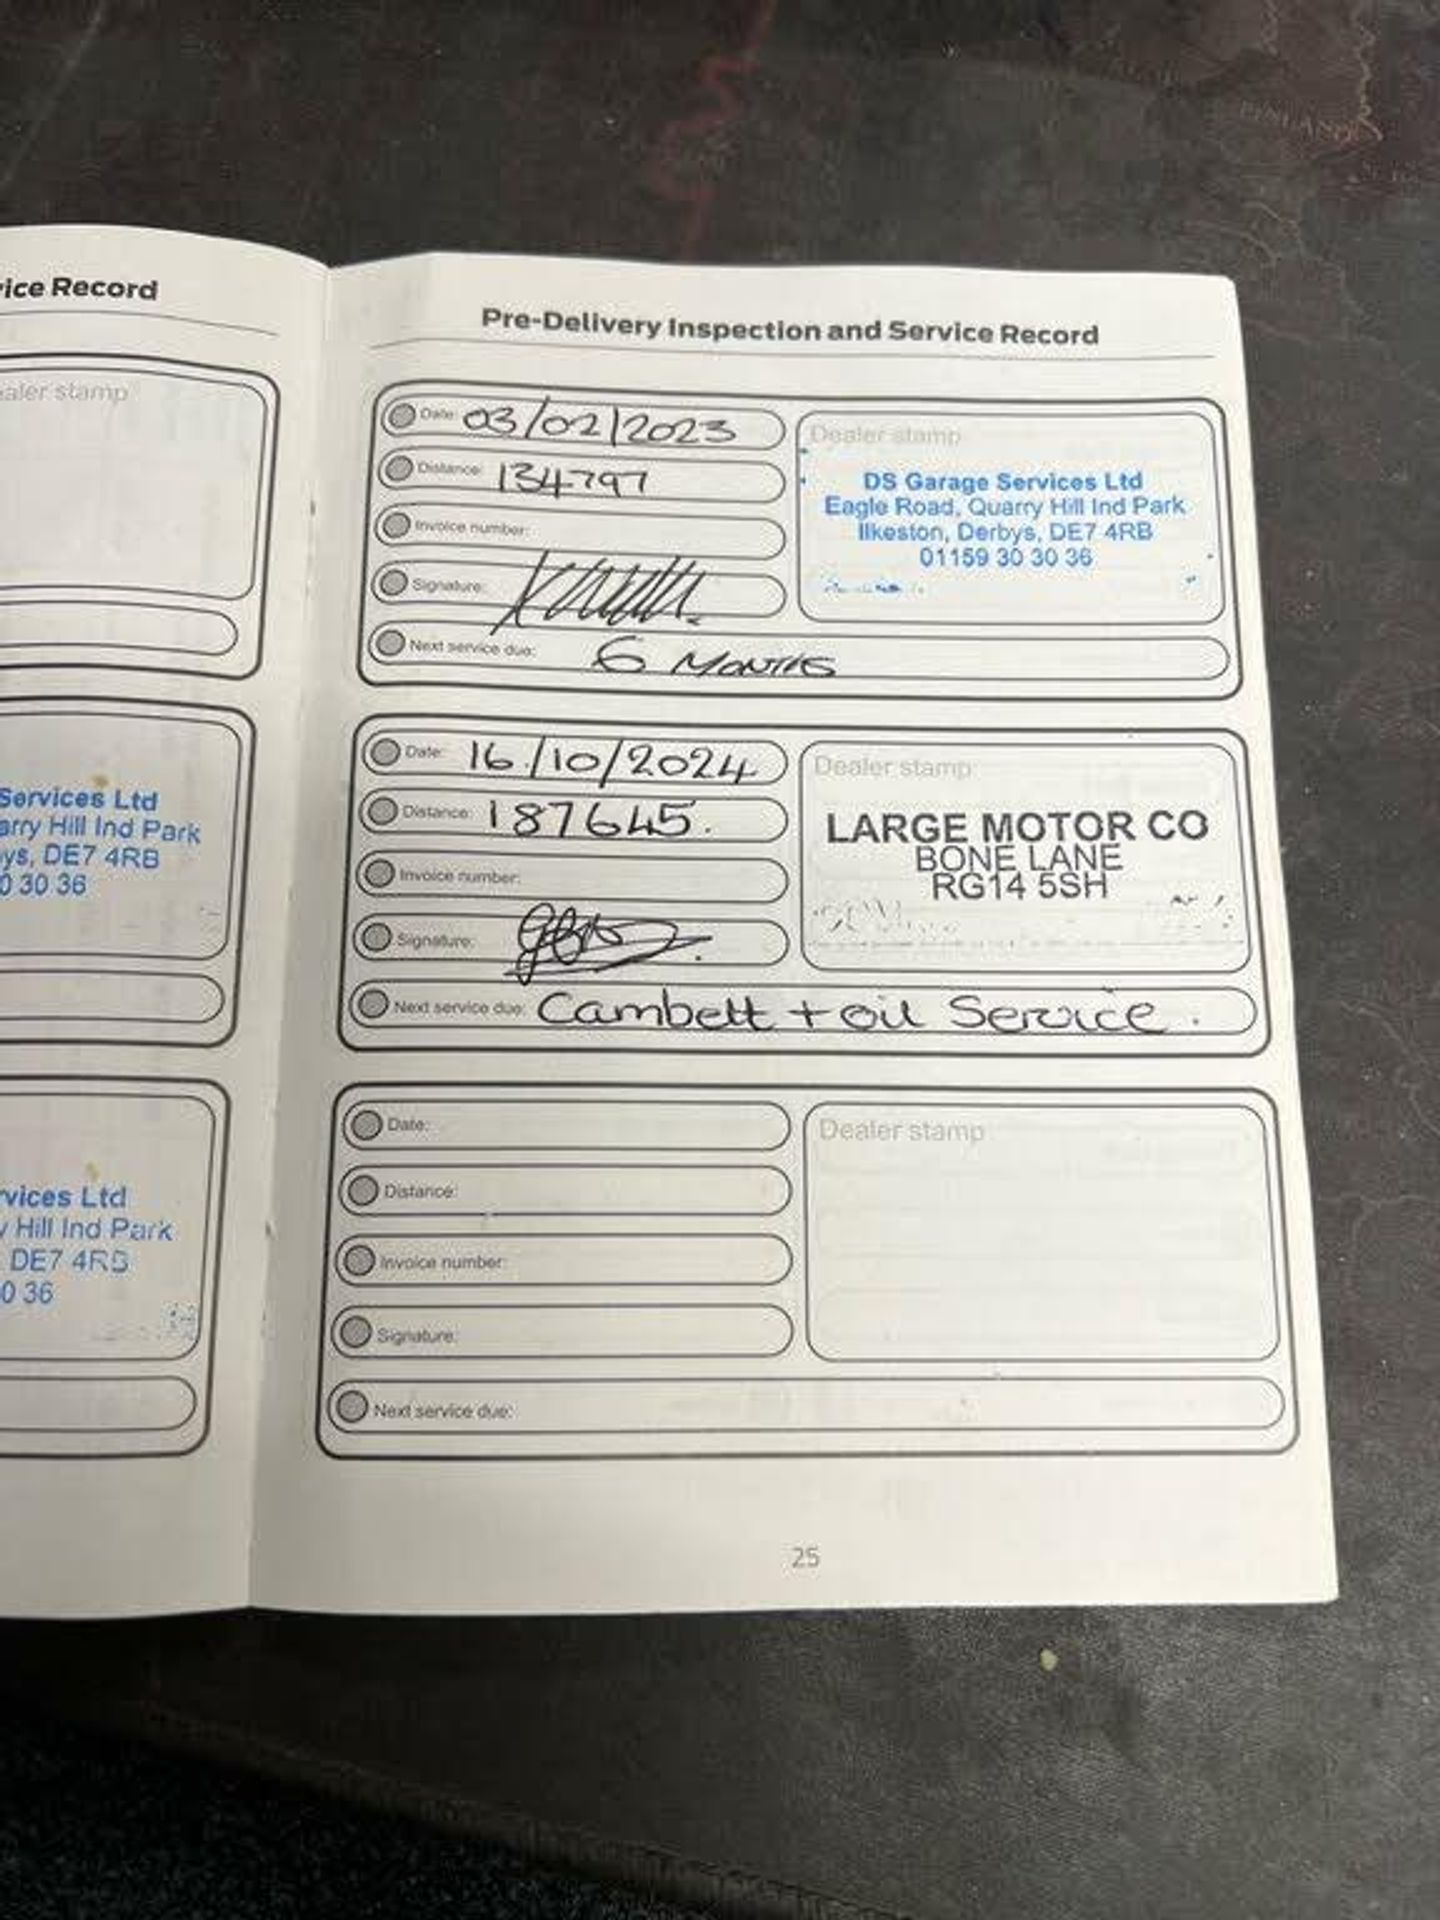 vice Record
ealer stamp
Services Ltd
arry Hill Ind Park
ys, DE7 4RB
0 30 36
rvices Ltd
y Hill Ind Park
DE7 4RB
0 36
Pre-Delivery Inspection and Service Record
Date: 03/02/2023
Distance: 134797
Invoice number:
Signature:
Next service due: 6 MONTHS
Dealer stamp
DS Garage Services Ltd
Eagle Road, Quarry Hill Ind Park
Ilkeston, Derbys, DE7 4RB
01159 30 30 36
Date: 16/10/2024
Distance: 187645.
Invoice number:
Signature:
Next service due: Cambett + oil Service.
Dealer stamp
LARGE MOTOR CO
BONE LANE
RG14 5SH
Date:
Distance:
Invoice number:
Signature:
Next service due:
Dealer stamp
25